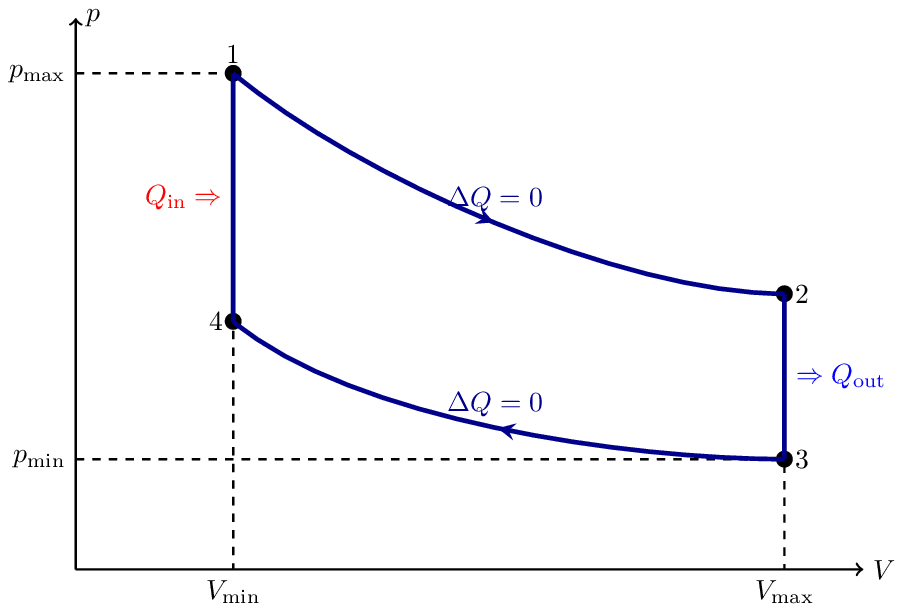 p
1
p_max
Q_in ⇒
ΔQ = 0
2
4
⇒ Q_out
ΔQ = 0
p_min
3
V
V_min
V_max